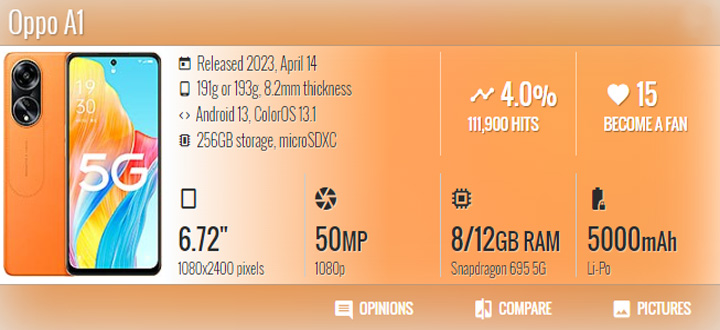 Oppo A1
Released 2023, April 14
191g or 193g, 8.2mm thickness
Android 13, ColorOS 13.1
256GB storage, microSDXC
4.0%
111,900 HITS
15
BECOME A FAN
19
30
5G
6.72"
1080x2400 pixels
50MP
1080p
8/12GB RAM
Snapdragon 695 5G
5000mAh
Li-Po
OPINIONS
COMPARE
PICTURES